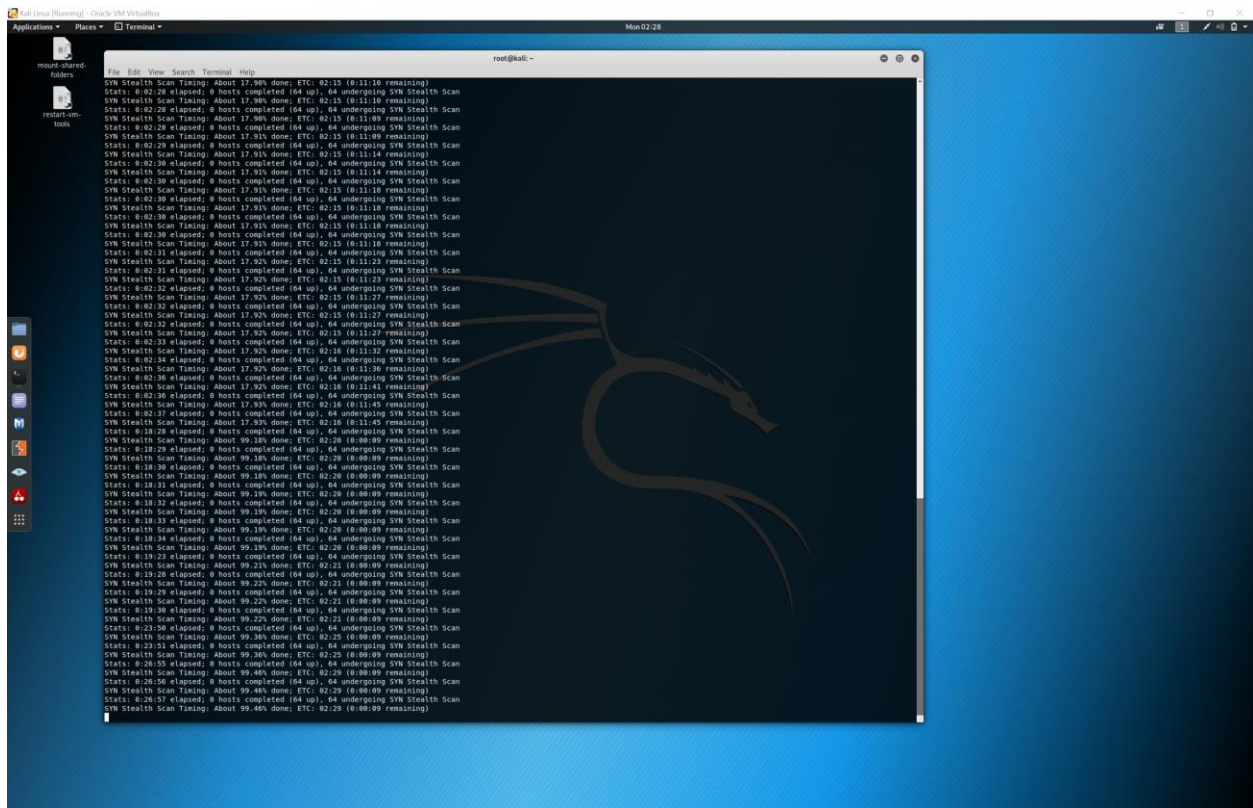 Kali Linux [Running] - Oracle VM VirtualBox
Applications Places Terminal Mon 02:28 1
mount-shared-
folders
restart-vm-
tools
root@kali: ~
File Edit View Search Terminal Help
SYN Stealth Scan Timing: About 17.90% done; ETC: 02:15 (0:11:10 remaining)
Stats: 0:02:28 elapsed; 0 hosts completed (64 up), 64 undergoing SYN Stealth Scan
SYN Stealth Scan Timing: About 17.90% done; ETC: 02:15 (0:11:10 remaining)
Stats: 0:02:28 elapsed; 0 hosts completed (64 up), 64 undergoing SYN Stealth Scan
SYN Stealth Scan Timing: About 17.90% done; ETC: 02:15 (0:11:09 remaining)
Stats: 0:02:28 elapsed; 0 hosts completed (64 up), 64 undergoing SYN Stealth Scan
SYN Stealth Scan Timing: About 17.91% done; ETC: 02:15 (0:11:09 remaining)
Stats: 0:02:29 elapsed; 0 hosts completed (64 up), 64 undergoing SYN Stealth Scan
SYN Stealth Scan Timing: About 17.91% done; ETC: 02:15 (0:11:14 remaining)
Stats: 0:02:30 elapsed; 0 hosts completed (64 up), 64 undergoing SYN Stealth Scan
SYN Stealth Scan Timing: About 17.91% done; ETC: 02:15 (0:11:14 remaining)
Stats: 0:02:30 elapsed; 0 hosts completed (64 up), 64 undergoing SYN Stealth Scan
SYN Stealth Scan Timing: About 17.91% done; ETC: 02:15 (0:11:18 remaining)
Stats: 0:02:30 elapsed; 0 hosts completed (64 up), 64 undergoing SYN Stealth Scan
SYN Stealth Scan Timing: About 17.91% done; ETC: 02:15 (0:11:18 remaining)
Stats: 0:02:30 elapsed; 0 hosts completed (64 up), 64 undergoing SYN Stealth Scan
SYN Stealth Scan Timing: About 17.91% done; ETC: 02:15 (0:11:18 remaining)
Stats: 0:02:30 elapsed; 0 hosts completed (64 up), 64 undergoing SYN Stealth Scan
SYN Stealth Scan Timing: About 17.91% done; ETC: 02:15 (0:11:18 remaining)
Stats: 0:02:31 elapsed; 0 hosts completed (64 up), 64 undergoing SYN Stealth Scan
SYN Stealth Scan Timing: About 17.92% done; ETC: 02:15 (0:11:23 remaining)
Stats: 0:02:31 elapsed; 0 hosts completed (64 up), 64 undergoing SYN Stealth Scan
SYN Stealth Scan Timing: About 17.92% done; ETC: 02:15 (0:11:23 remaining)
Stats: 0:02:32 elapsed; 0 hosts completed (64 up), 64 undergoing SYN Stealth Scan
SYN Stealth Scan Timing: About 17.92% done; ETC: 02:15 (0:11:27 remaining)
Stats: 0:02:32 elapsed; 0 hosts completed (64 up), 64 undergoing SYN Stealth Scan
SYN Stealth Scan Timing: About 17.92% done; ETC: 02:15 (0:11:27 remaining)
Stats: 0:02:32 elapsed; 0 hosts completed (64 up), 64 undergoing SYN Stealth Scan
SYN Stealth Scan Timing: About 17.92% done; ETC: 02:15 (0:11:27 remaining)
Stats: 0:02:33 elapsed; 0 hosts completed (64 up), 64 undergoing SYN Stealth Scan
SYN Stealth Scan Timing: About 17.92% done; ETC: 02:16 (0:11:32 remaining)
Stats: 0:02:34 elapsed; 0 hosts completed (64 up), 64 undergoing SYN Stealth Scan
SYN Stealth Scan Timing: About 17.92% done; ETC: 02:16 (0:11:36 remaining)
Stats: 0:02:36 elapsed; 0 hosts completed (64 up), 64 undergoing SYN Stealth Scan
SYN Stealth Scan Timing: About 17.92% done; ETC: 02:16 (0:11:41 remaining)
Stats: 0:02:36 elapsed; 0 hosts completed (64 up), 64 undergoing SYN Stealth Scan
SYN Stealth Scan Timing: About 17.93% done; ETC: 02:16 (0:11:45 remaining)
Stats: 0:02:37 elapsed; 0 hosts completed (64 up), 64 undergoing SYN Stealth Scan
SYN Stealth Scan Timing: About 17.93% done; ETC: 02:16 (0:11:45 remaining)
Stats: 0:18:28 elapsed; 0 hosts completed (64 up), 64 undergoing SYN Stealth Scan
SYN Stealth Scan Timing: About 99.18% done; ETC: 02:20 (0:00:09 remaining)
Stats: 0:18:29 elapsed; 0 hosts completed (64 up), 64 undergoing SYN Stealth Scan
SYN Stealth Scan Timing: About 99.18% done; ETC: 02:20 (0:00:09 remaining)
Stats: 0:18:30 elapsed; 0 hosts completed (64 up), 64 undergoing SYN Stealth Scan
SYN Stealth Scan Timing: About 99.18% done; ETC: 02:20 (0:00:09 remaining)
Stats: 0:18:31 elapsed; 0 hosts completed (64 up), 64 undergoing SYN Stealth Scan
SYN Stealth Scan Timing: About 99.19% done; ETC: 02:20 (0:00:09 remaining)
Stats: 0:18:32 elapsed; 0 hosts completed (64 up), 64 undergoing SYN Stealth Scan
SYN Stealth Scan Timing: About 99.19% done; ETC: 02:20 (0:00:09 remaining)
Stats: 0:18:33 elapsed; 0 hosts completed (64 up), 64 undergoing SYN Stealth Scan
SYN Stealth Scan Timing: About 99.19% done; ETC: 02:20 (0:00:09 remaining)
Stats: 0:18:34 elapsed; 0 hosts completed (64 up), 64 undergoing SYN Stealth Scan
SYN Stealth Scan Timing: About 99.19% done; ETC: 02:20 (0:00:09 remaining)
Stats: 0:19:23 elapsed; 0 hosts completed (64 up), 64 undergoing SYN Stealth Scan
SYN Stealth Scan Timing: About 99.21% done; ETC: 02:21 (0:00:09 remaining)
Stats: 0:19:28 elapsed; 0 hosts completed (64 up), 64 undergoing SYN Stealth Scan
SYN Stealth Scan Timing: About 99.22% done; ETC: 02:21 (0:00:09 remaining)
Stats: 0:19:29 elapsed; 0 hosts completed (64 up), 64 undergoing SYN Stealth Scan
SYN Stealth Scan Timing: About 99.22% done; ETC: 02:21 (0:00:09 remaining)
Stats: 0:19:30 elapsed; 0 hosts completed (64 up), 64 undergoing SYN Stealth Scan
SYN Stealth Scan Timing: About 99.22% done; ETC: 02:21 (0:00:09 remaining)
Stats: 0:23:50 elapsed; 0 hosts completed (64 up), 64 undergoing SYN Stealth Scan
SYN Stealth Scan Timing: About 99.36% done; ETC: 02:25 (0:00:09 remaining)
Stats: 0:23:51 elapsed; 0 hosts completed (64 up), 64 undergoing SYN Stealth Scan
SYN Stealth Scan Timing: About 99.36% done; ETC: 02:25 (0:00:09 remaining)
Stats: 0:26:55 elapsed; 0 hosts completed (64 up), 64 undergoing SYN Stealth Scan
SYN Stealth Scan Timing: About 99.46% done; ETC: 02:29 (0:00:09 remaining)
Stats: 0:26:56 elapsed; 0 hosts completed (64 up), 64 undergoing SYN Stealth Scan
SYN Stealth Scan Timing: About 99.46% done; ETC: 02:29 (0:00:09 remaining)
Stats: 0:26:57 elapsed; 0 hosts completed (64 up), 64 undergoing SYN Stealth Scan
SYN Stealth Scan Timing: About 99.46% done; ETC: 02:29 (0:00:09 remaining)